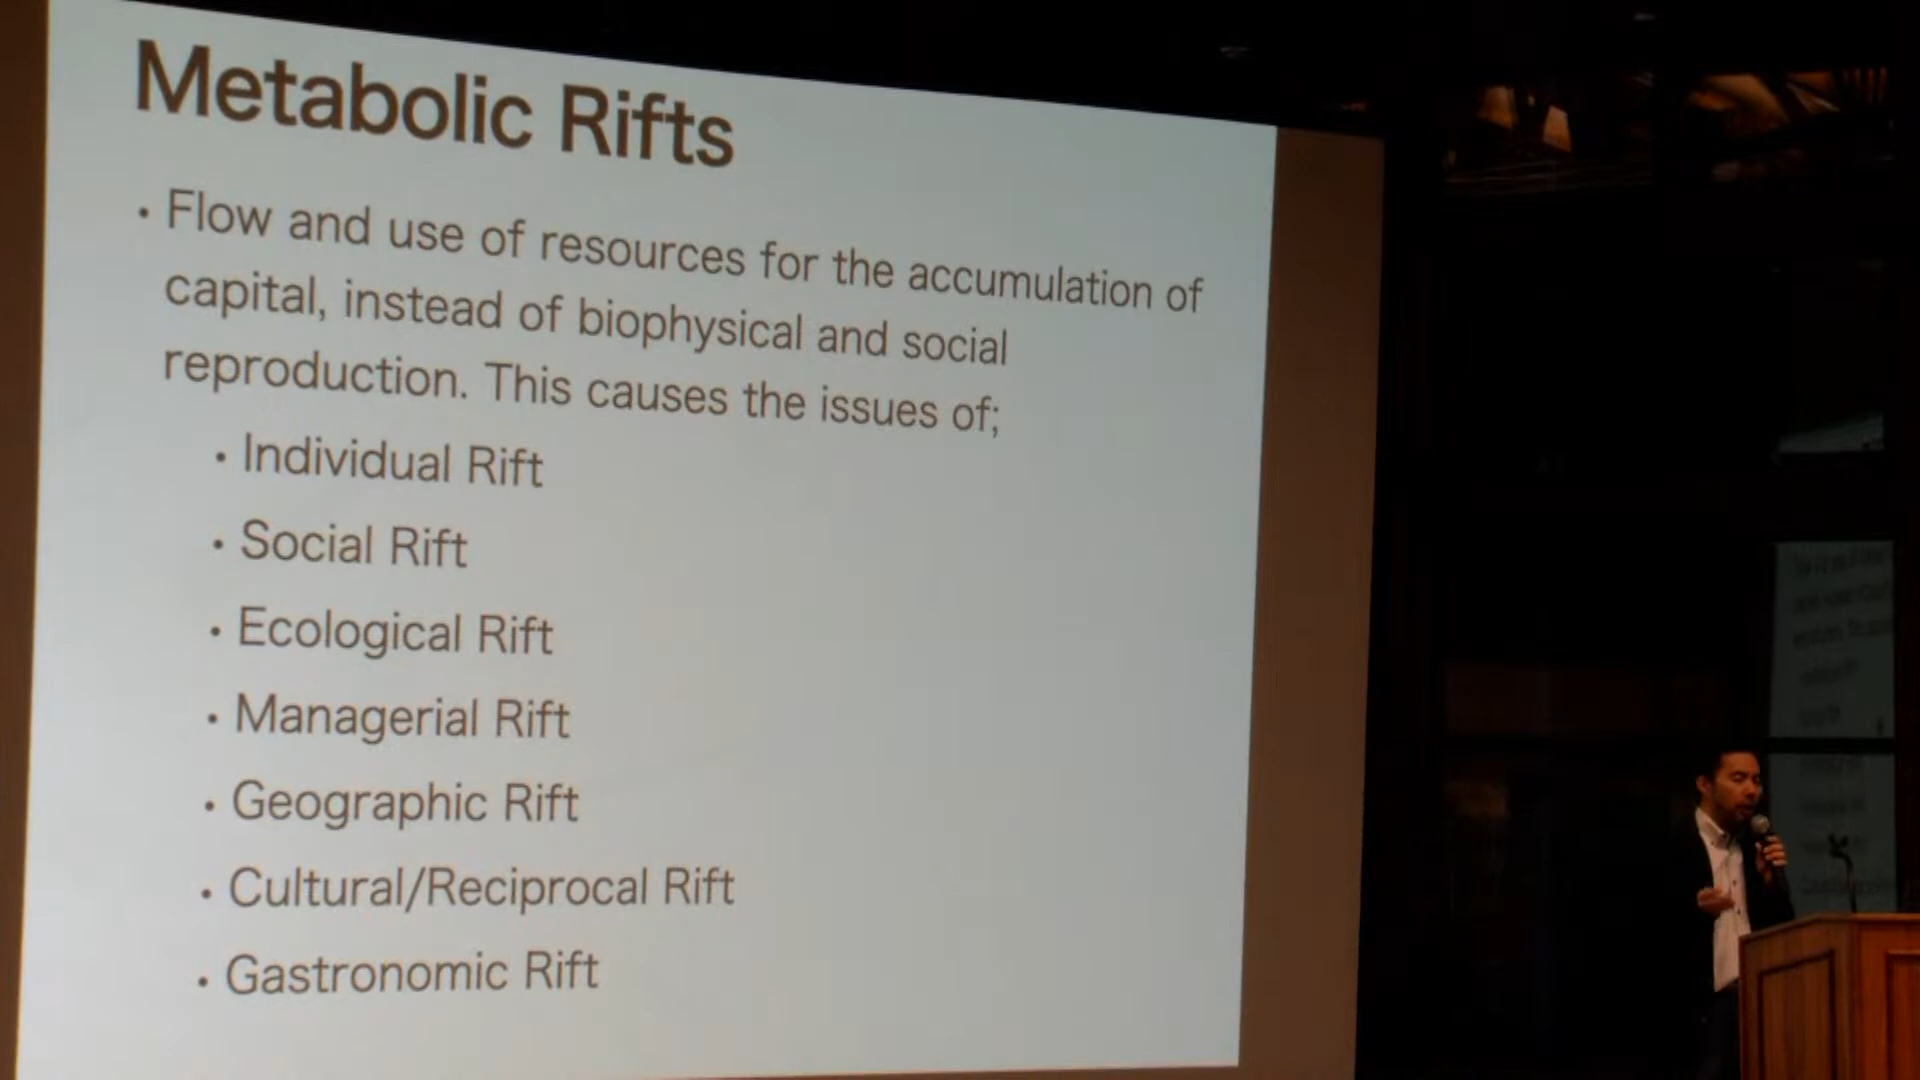 Metabolic Rifts
• Flow and use of resources for the accumulation of
capital, instead of biophysical and social
reproduction. This causes the issues of;
• Individual Rift
• Social Rift
• Ecological Rift
• Managerial Rift
• Geographic Rift
• Cultural/Reciprocal Rift
• Gastronomic Rift